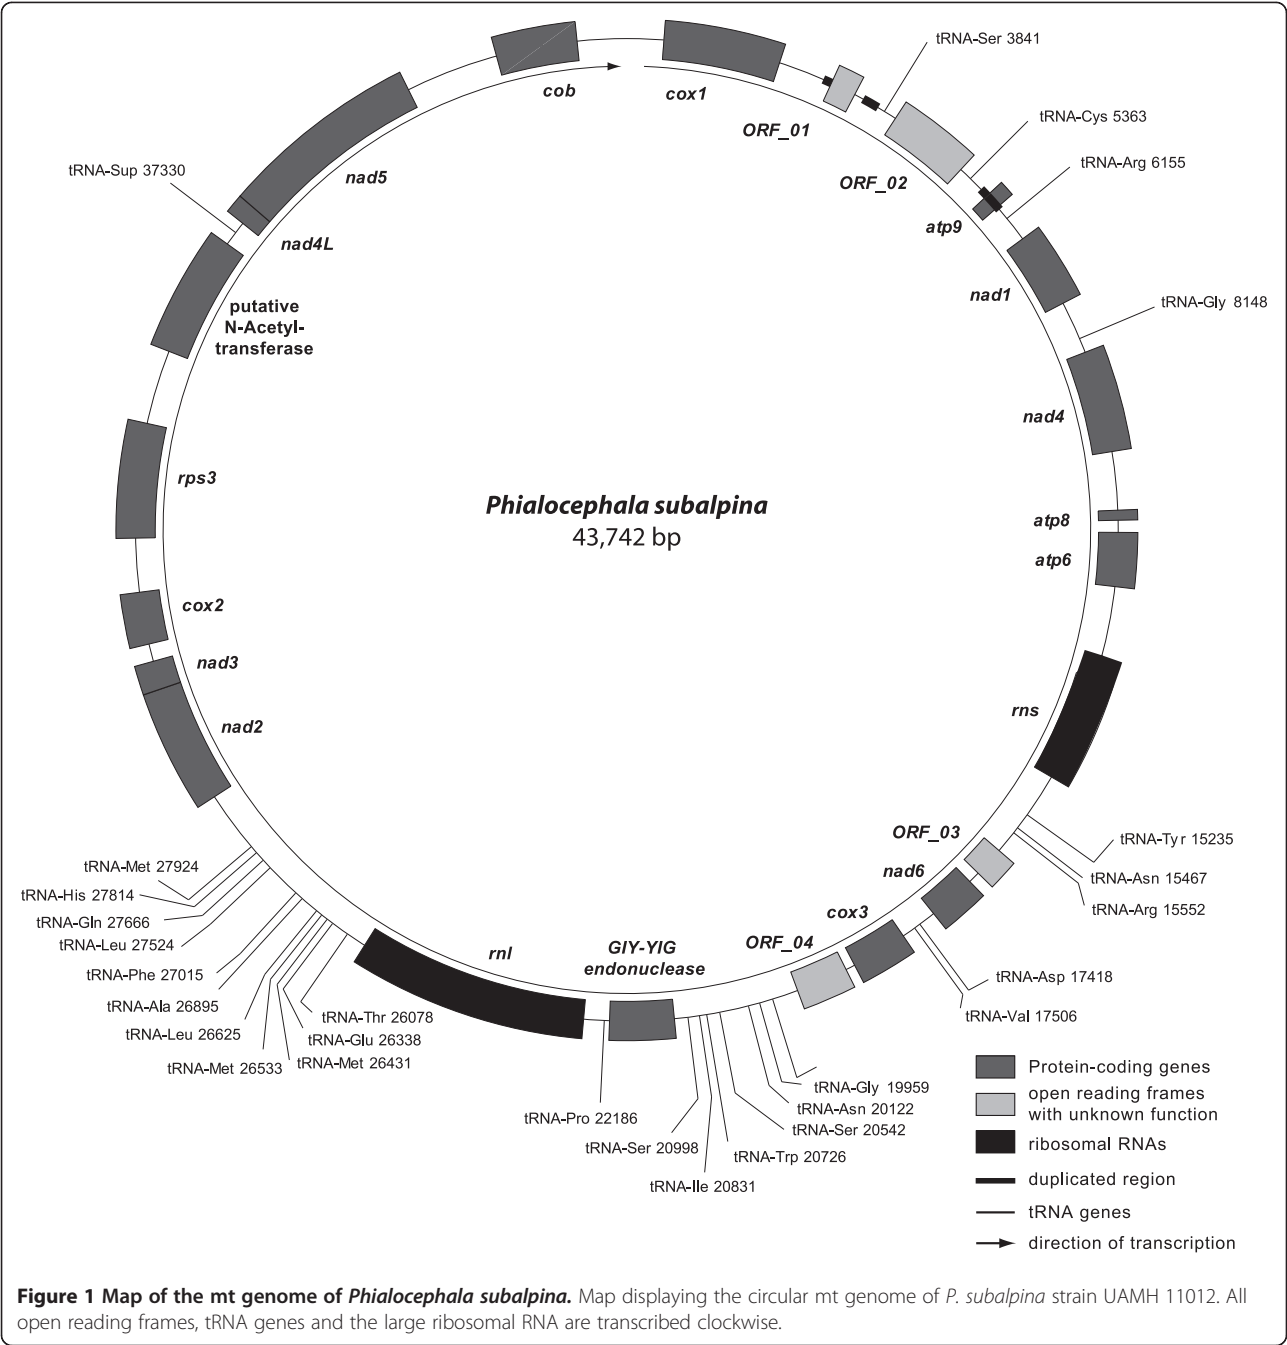 cob
cox1
tRNA-Ser 3841
ORF_01
tRNA-Cys 5363
ORF_02
tRNA-Arg 6155
atp9
nad1
tRNA-Gly 8148
nad4
atp8
atp6
rns
ORF_03
tRNA-Tyr 15235
tRNA-Asn 15467
tRNA-Arg 15552
nad6
cox3
tRNA-Asp 17418
tRNA-Val 17506
ORF_04
tRNA-Gly 19959
tRNA-Asn 20122
tRNA-Ser 20542
tRNA-Trp 20726
tRNA-Ile 20831
tRNA-Ser 20998
GIY-YIG
endonuclease
tRNA-Pro 22186
rnl
tRNA-Thr 26078
tRNA-Glu 26338
tRNA-Met 26431
tRNA-Met 26533
tRNA-Leu 26625
tRNA-Ala 26895
tRNA-Phe 27015
tRNA-Leu 27524
tRNA-Gln 27666
tRNA-His 27814
tRNA-Met 27924
nad2
nad3
cox2
rps3
putative
N-Acetyl-
transferase
tRNA-Sup 37330
nad4L
nad5
Phialocephala subalpina
43,742 bp
Protein-coding genes
open reading frames
with unknown function
ribosomal RNAs
duplicated region
tRNA genes
direction of transcription
Figure 1 Map of the mt genome of Phialocephala subalpina. Map displaying the circular mt genome of P. subalpina strain UAMH 11012. All
open reading frames, tRNA genes and the large ribosomal RNA are transcribed clockwise.